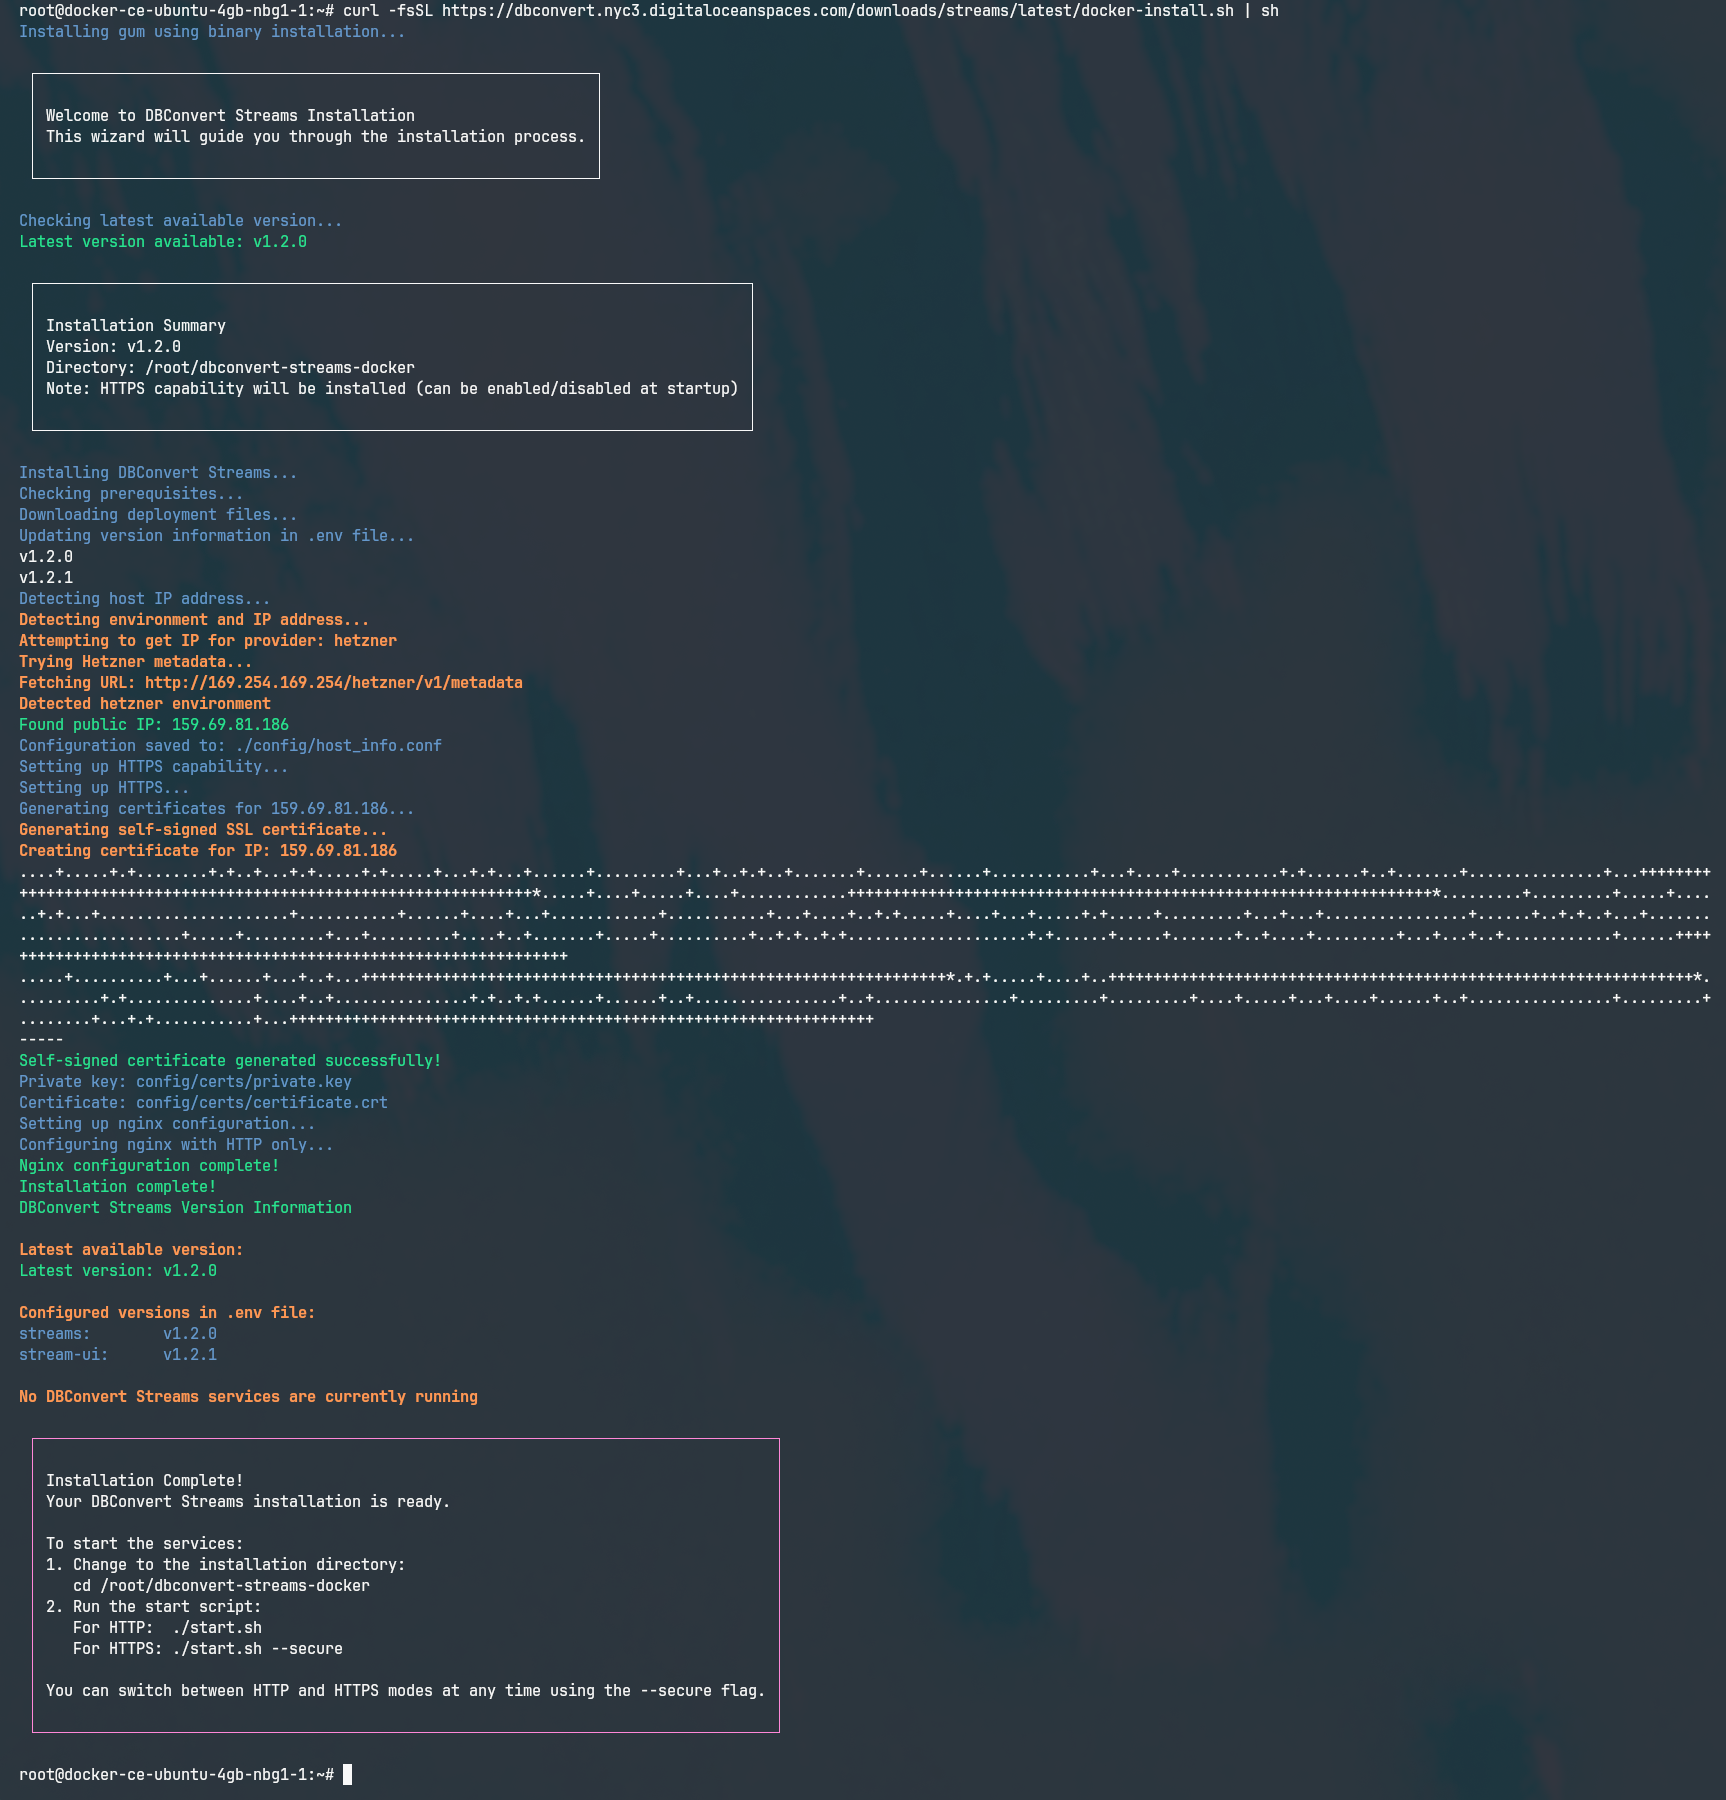 root@docker-ce-ubuntu-4gb-nbg1-1:~# curl -fsSL https://dbconvert.nyc3.digitaloceanspaces.com/downloads/streams/latest/docker-install.sh | sh
Installing gum using binary installation...
Welcome to DBConvert Streams Installation
This wizard will guide you through the installation process.
Checking latest available version...
Latest version available: v1.2.0
Installation Summary
Version: v1.2.0
Directory: /root/dbconvert-streams-docker
Note: HTTPS capability will be installed (can be enabled/disabled at startup)
Installing DBConvert Streams...
Checking prerequisites...
Downloading deployment files...
Updating version information in .env file...
v1.2.0
v1.2.1
Detecting host IP address...
Detecting environment and IP address...
Attempting to get IP for provider: hetzner
Trying Hetzner metadata...
Fetching URL: http://169.254.169.254/hetzner/v1/metadata
Detected hetzner environment
Found public IP: 159.69.81.186
Configuration saved to: ./config/host_info.conf
Setting up HTTPS capability...
Setting up HTTPS...
Generating certificates for 159.69.81.186...
Generating self-signed SSL certificate...
Creating certificate for IP: 159.69.81.186
-----
Self-signed certificate generated successfully!
Private key: config/certs/private.key
Certificate: config/certs/certificate.crt
Setting up nginx configuration...
Configuring nginx with HTTP only...
Nginx configuration complete!
Installation complete!
DBConvert Streams Version Information
Latest available version:
Latest version: v1.2.0
Configured versions in .env file:
streams: v1.2.0
stream-ui: v1.2.1
No DBConvert Streams services are currently running
Installation Complete!
Your DBConvert Streams installation is ready.
To start the services:
1. Change to the installation directory:
cd /root/dbconvert-streams-docker
2. Run the start script:
For HTTP: ./start.sh
For HTTPS: ./start.sh --secure
You can switch between HTTP and HTTPS modes at any time using the --secure flag.
root@docker-ce-ubuntu-4gb-nbg1-1:~#